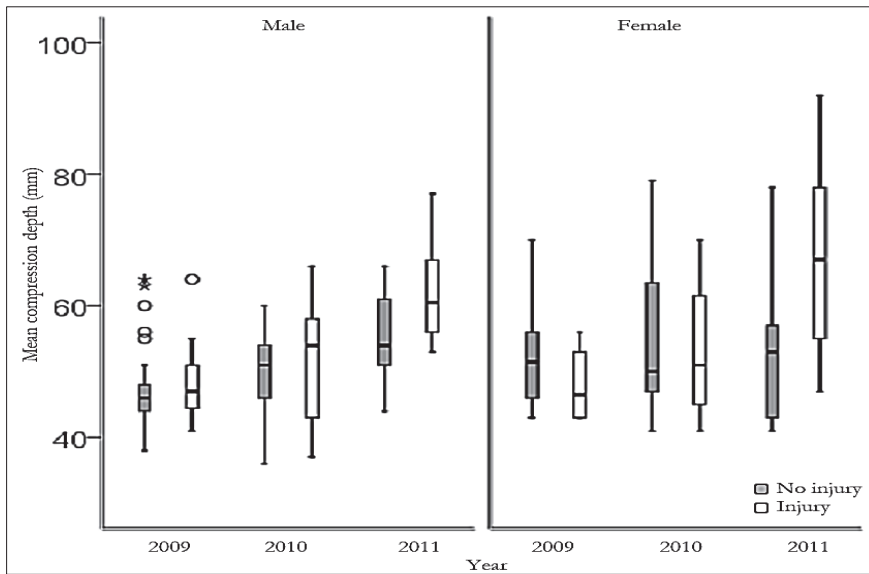 Male Female
100
80
60
40
Mean compression depth (mm)
No injury
Injury
2009 2010 2011 2009 2010 2011
Year